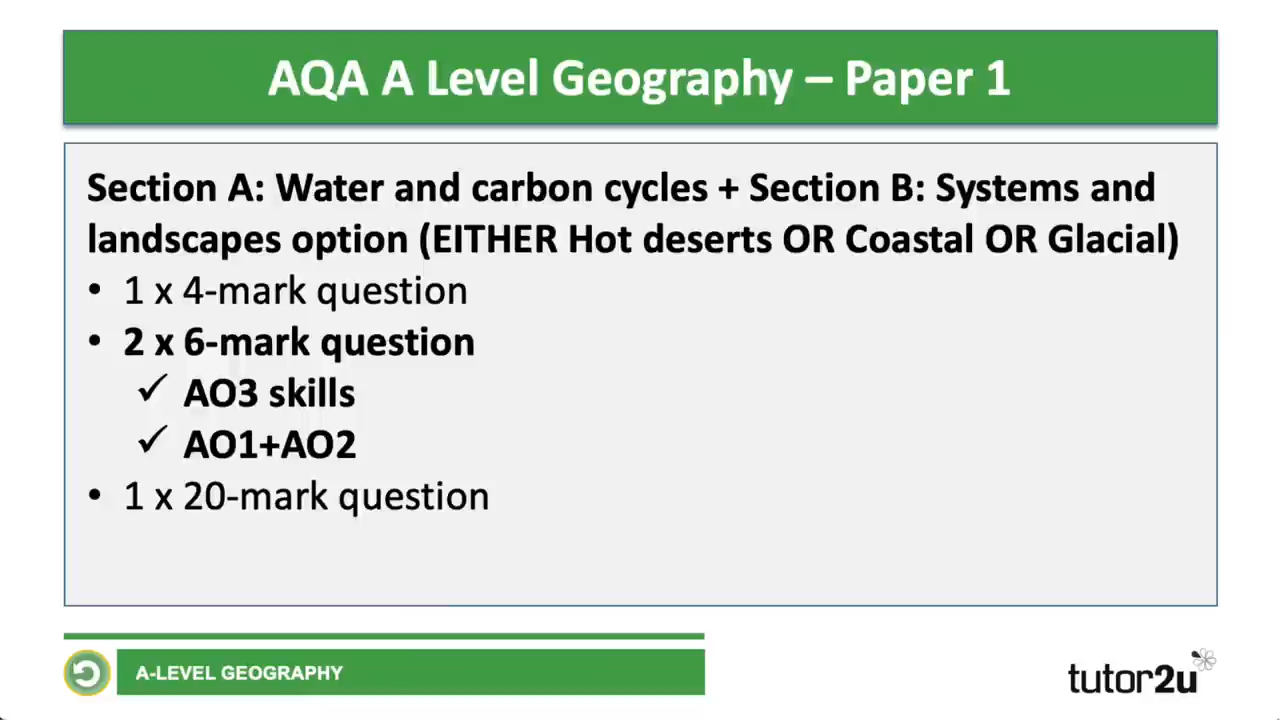 AQA A Level Geography – Paper 1
Section A: Water and carbon cycles + Section B: Systems and
landscapes option (EITHER Hot deserts OR Coastal OR Glacial)
• 1 x 4-mark question
• 2 x 6-mark question
✓ AO3 skills
✓ AO1+AO2
• 1 x 20-mark question
A-LEVEL GEOGRAPHY
tutor2u